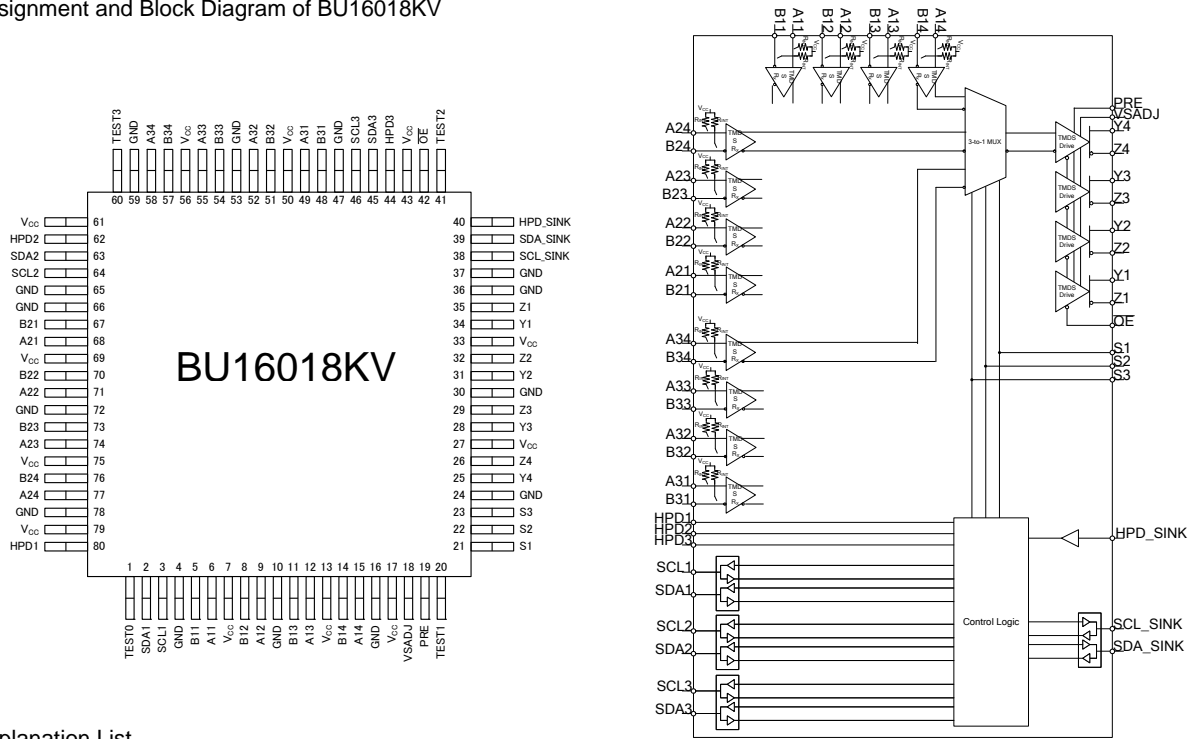 ssignment and Block Diagram of BU16018KV
TEST3
GND
A34
B34
VCC
A33
B33
GND
A32
B32
VCC
A31
B31
GND
SCL3
SDA3
HPD3
VCC
OE
TEST2
60 59 58 57 56 55 54 53 52 51 50 49 48 47 46 45 44 43 42 41
VCC 61
HPD2 62
SDA2 63
SCL2 64
GND 65
GND 66
B21 67
A21 68
VCC 69
B22 70
A22 71
GND 72
B23 73
A23 74
VCC 75
B24 76
A24 77
GND 78
VCC 79
HPD1 80
BU16018KV
40 HPD_SINK
39 SDA_SINK
38 SCL_SINK
37 GND
36 GND
35 Z1
34 Y1
33 VCC
32 Z2
31 Y2
30 GND
29 Z3
28 Y3
27 VCC
26 Z4
25 Y4
24 GND
23 S3
22 S2
21 S1
1 2 3 4 5 6 7 8 9 10 11 12 13 14 15 16 17 18 19 20
TEST0
SDA1
SCL1
GND
B11
A11
VCC
B12
A12
GND
B13
A13
VCC
B14
A14
GND
VCC
VSADJ
PRE
TEST1
B11
A11
B12
A12
B13
A13
B14
A14
A24
B24
A23
B23
A22
B22
A21
B21
A34
B34
A33
B33
A32
B32
A31
B31
HPD1
HPD2
HPD3
SCL1
SDA1
SCL2
SDA2
SCL3
SDA3
3-to-1 MUX
TMDS
Drive
TMDS
Drive
TMDS
Drive
TMDS
Drive
Control Logic
PRE
VSADJ
Y4
Z4
Y3
Z3
Y2
Z2
Y1
Z1
OE
S1
S2
S3
HPD_SINK
SCL_SINK
SDA_SINK
planation List